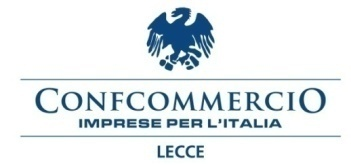 CONFCOMMERCIO
IMPRESE PER L'ITALIA
LECCE